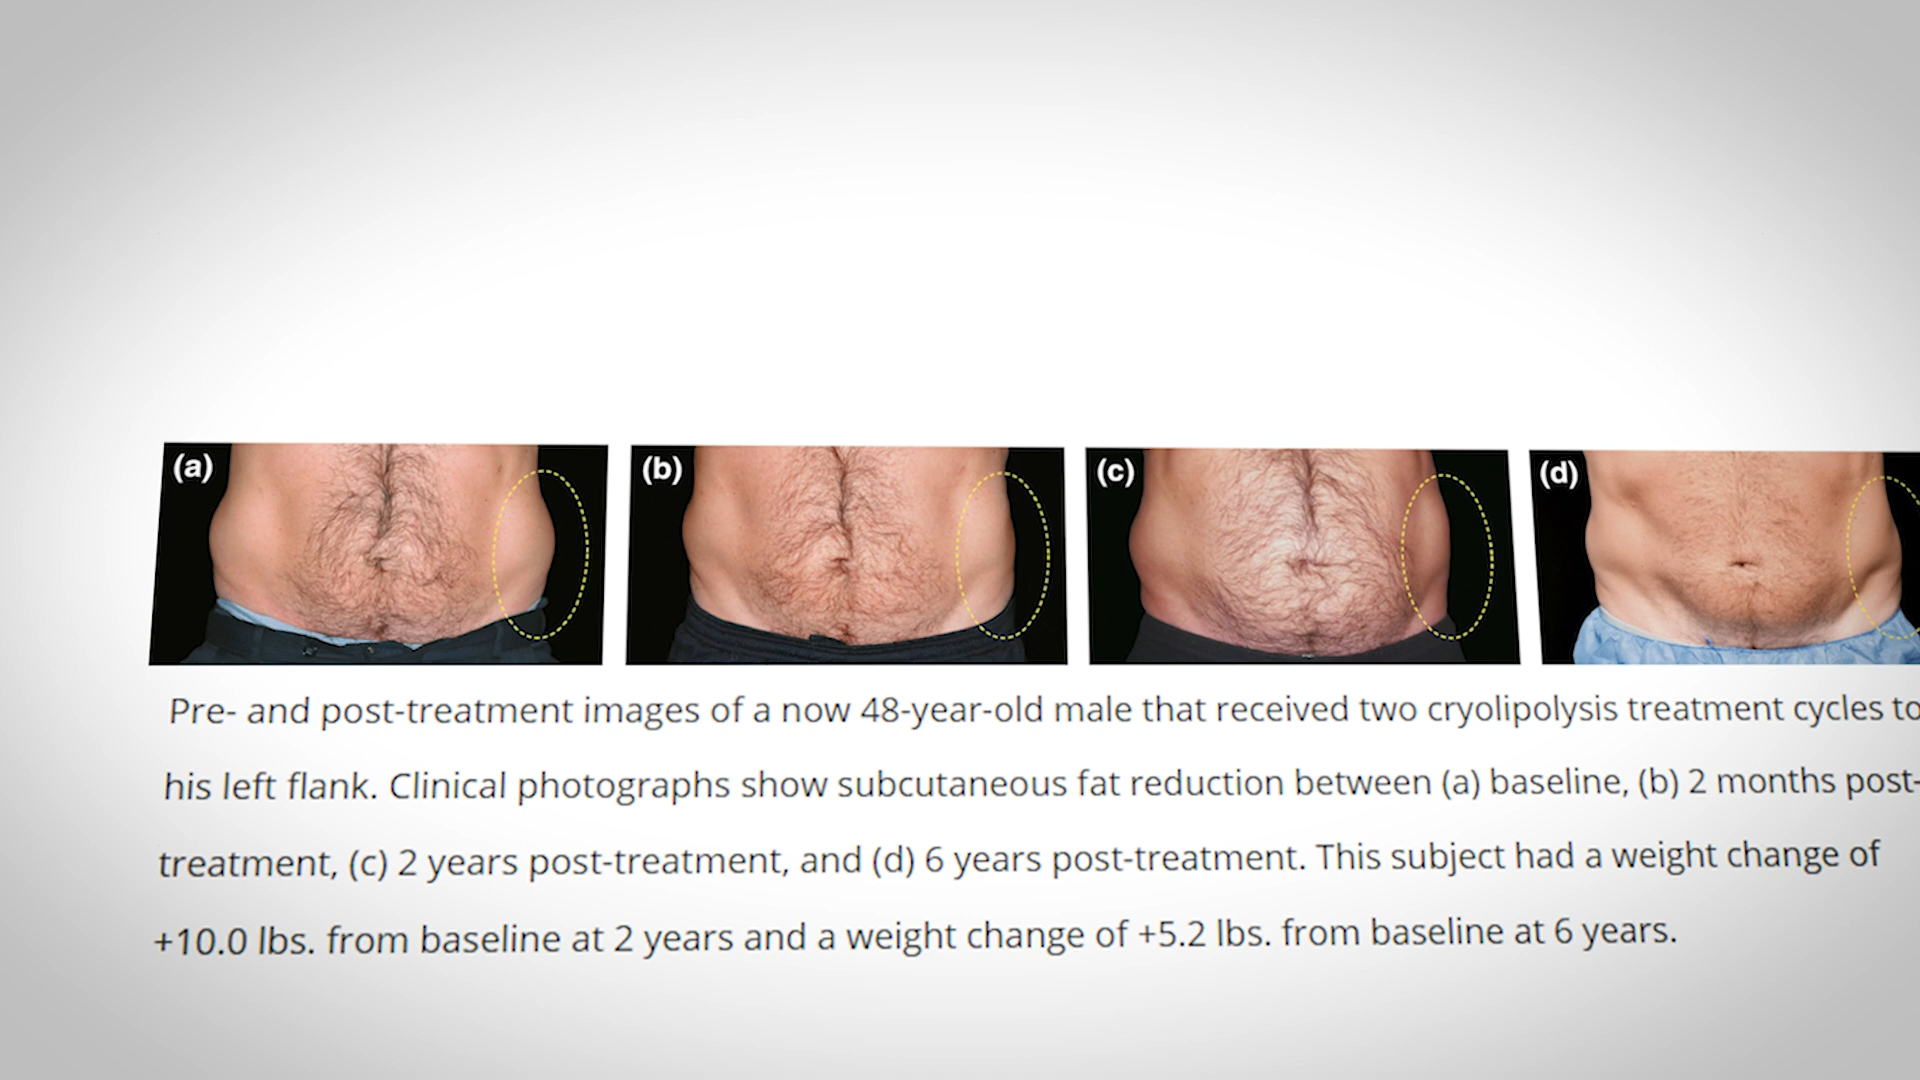 (a) (b) (c) (d)
Pre- and post-treatment images of a now 48-year-old male that received two cryolipolysis treatment cycles to
his left flank. Clinical photographs show subcutaneous fat reduction between (a) baseline, (b) 2 months post-
treatment, (c) 2 years post-treatment, and (d) 6 years post-treatment. This subject had a weight change of
+10.0 lbs. from baseline at 2 years and a weight change of +5.2 lbs. from baseline at 6 years.